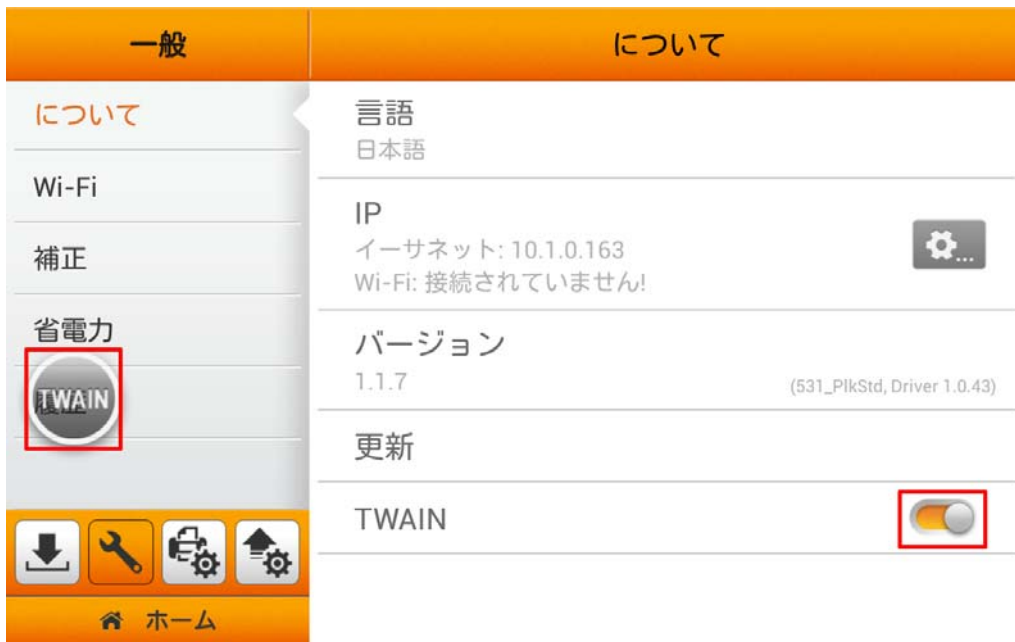 一般
について
について
Wi-Fi
補正
省電力
履歴
TWAIN
ホーム
言語
日本語
IP
イーサネット: 10.1.0.163
Wi-Fi: 接続されていません!
...
バージョン
1.1.7
(531_PlkStd, Driver 1.0.43)
更新
TWAIN